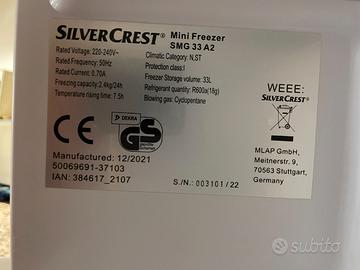 SILVERCREST®
Mini Freezer
SMG 33 A2
Rated Voltage: 220-240V~
Rated Frequency: 50Hz
Rated Current: 0.70A
Freezing capacity: 2.4kg/24h
Temperature rising time: 7.5h
Climatic Category: N,ST
Protection class:I
Freezer Storage volume: 33L
Refrigerant quantity: R600a(18g)
Blowing gas: Cyclopentane
WEEE:
SILVERCREST®
CE
DEKRA
GS
MLAP GmbH,
Meitnerstr. 9,
70563 Stuttgart,
Germany
Manufactured: 12/2021
50069691-37103
IAN: 384617_2107
S./N.: 003101/22
subito